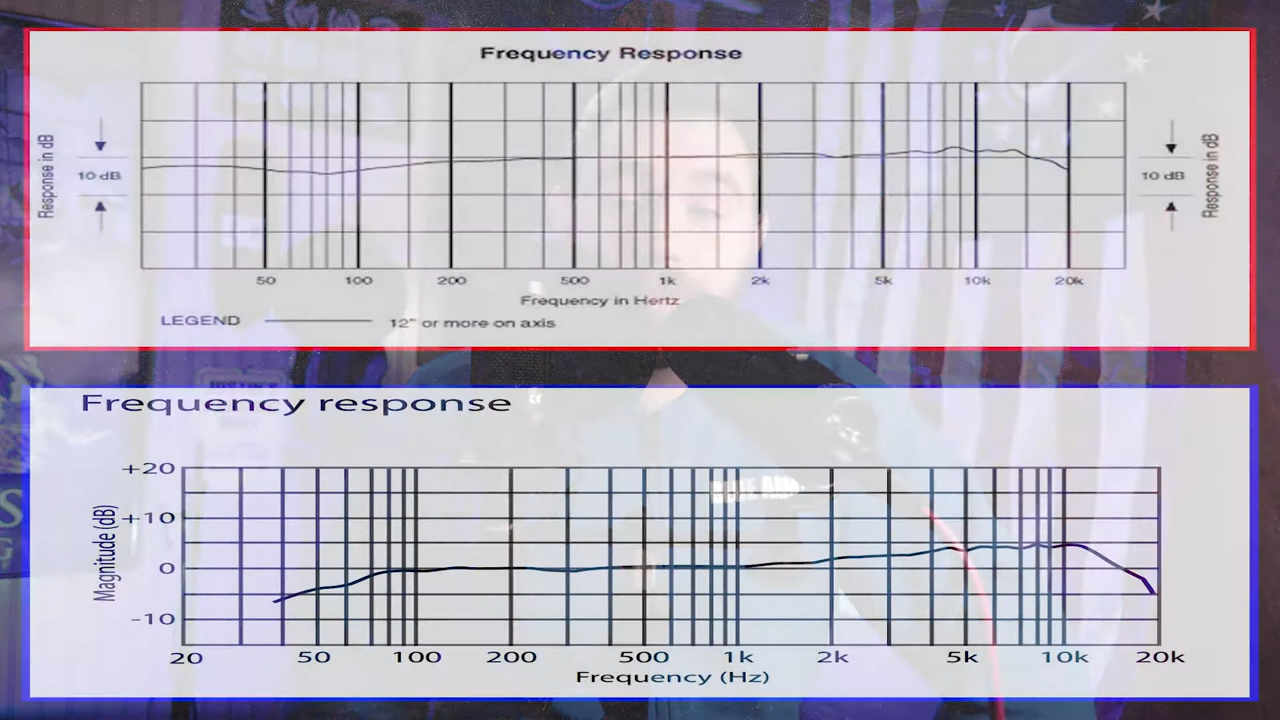 Frequency Response
Response in dB
10 dB
10 dB
Response in dB
50 100 200 500 1k 2k 5k 10k 20k
Frequency in Hertz
LEGEND 12" or more on axis
Frequency response
+20
+10
0
-10
Magnitude (dB)
20 50 100 200 500 1k 2k 5k 10k 20k
Frequency (Hz)